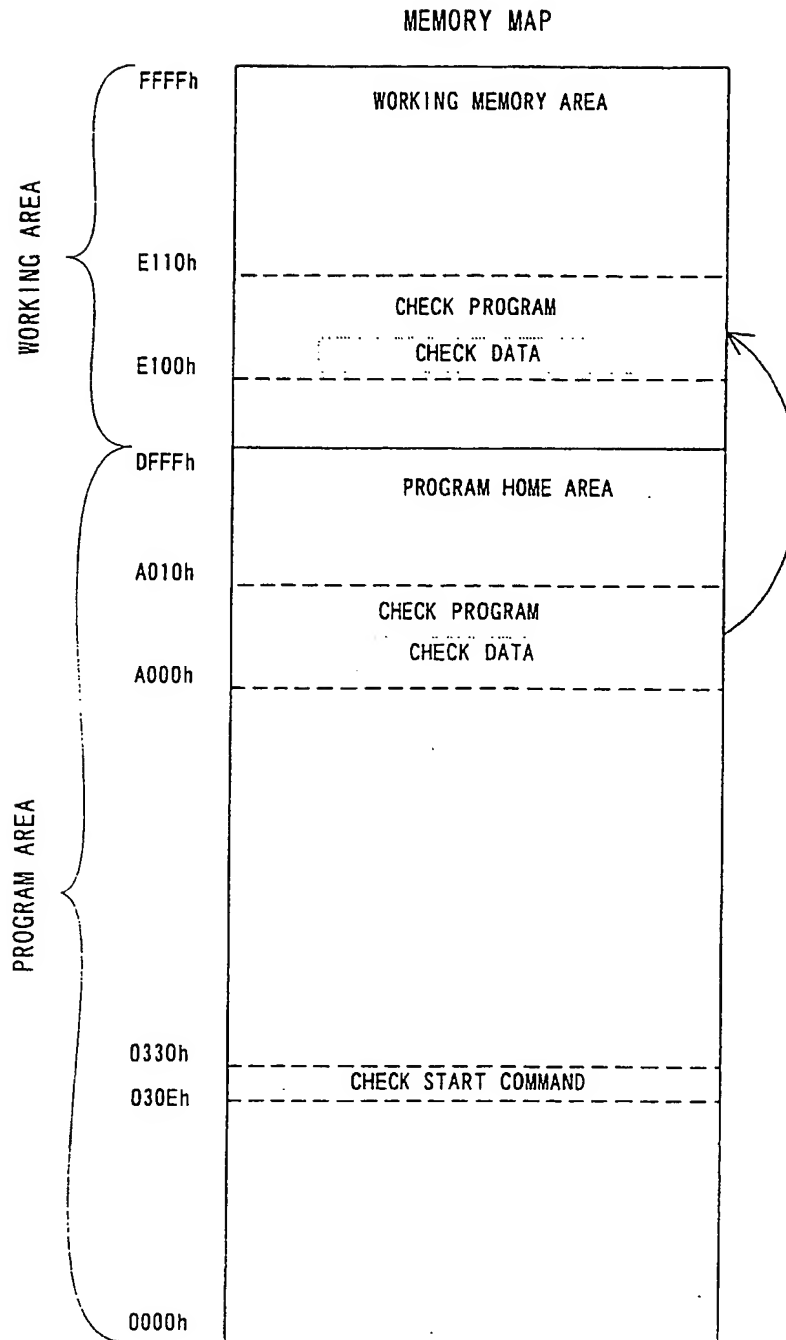 MEMORY MAP
FFFFh
WORKING MEMORY AREA
WORKING AREA
E110h
CHECK PROGRAM
CHECK DATA
E100h
DFFFh
PROGRAM HOME AREA
A010h
CHECK PROGRAM
CHECK DATA
A000h
PROGRAM AREA
0330h
CHECK START COMMAND
030Eh
0000h